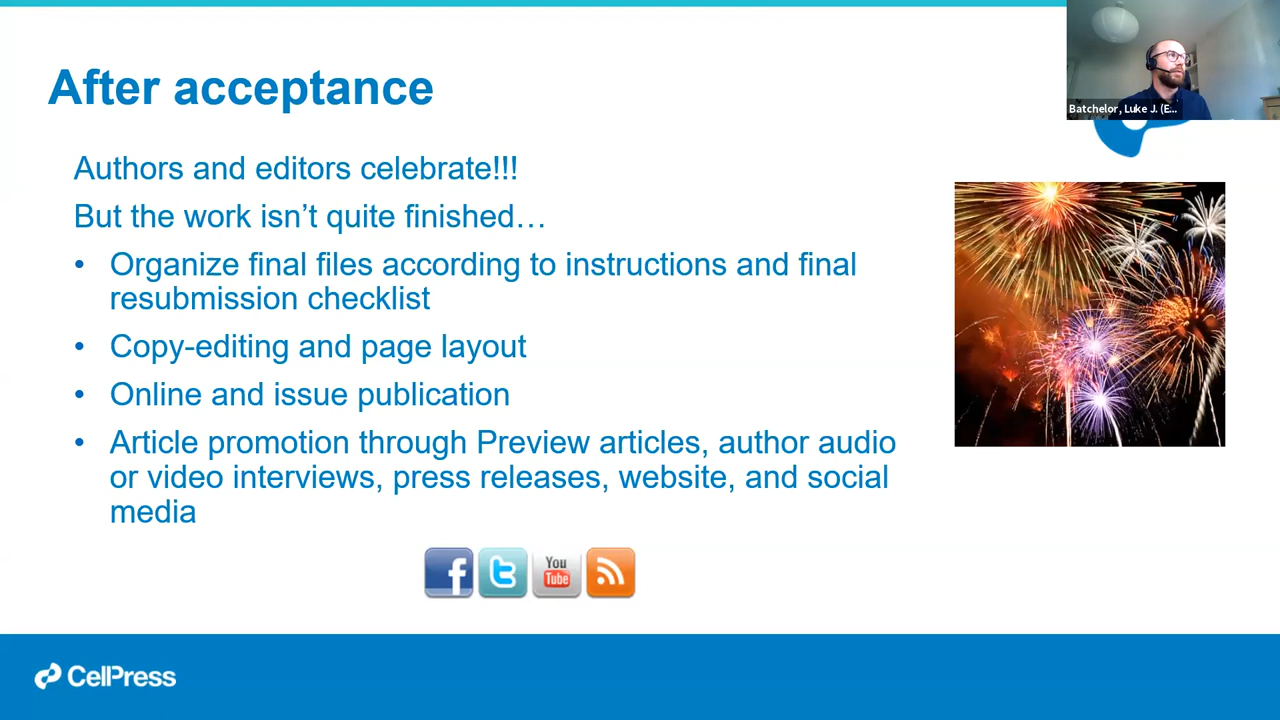 After acceptance
Batchelor, Luke J. (E...
Authors and editors celebrate!!!
But the work isn’t quite finished…
• Organize final files according to instructions and final
resubmission checklist
• Copy-editing and page layout
• Online and issue publication
• Article promotion through Preview articles, author audio
or video interviews, press releases, website, and social
media
You
Tube
CellPress